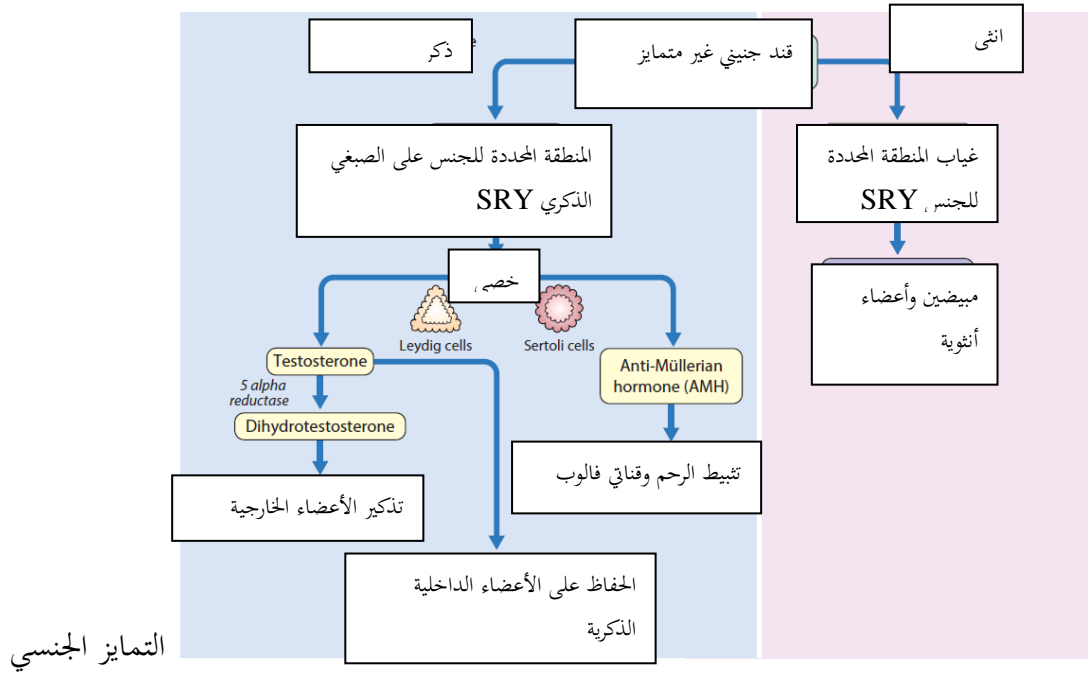 ذكر
قند جنيني غير متمايز
انثى
المنطقة المحددة للجنس على الصبغي
الذكري SRY
غياب المنطقة المحددة
للجنس SRY
خصى
مبيضين وأعضاء
أنثوية
Leydig cells
Sertoli cells
Testosterone
Anti-Müllerian
hormone (AMH)
5 alpha
reductase
Dihydrotestosterone
تثبيط الرحم وقناتي فالوب
تذكير الأعضاء الخارجية
الحفاظ على الأعضاء الداخلية
الذكرية
التمايز الجنسي